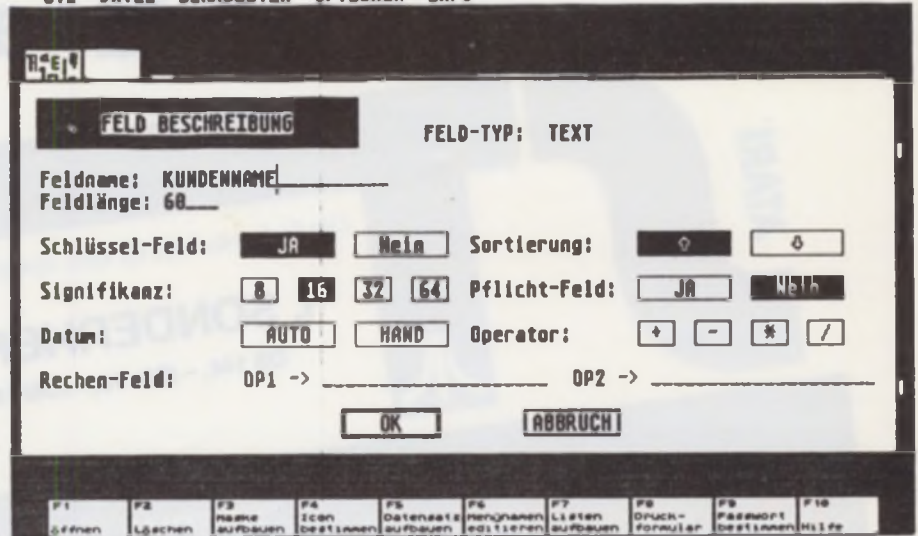 FELD BESCHREIBUNG
FELD-TYP: TEXT
Feldname: KUNDENNAME
Feldlänge: 60
Schlüssel-Feld: JA Nein Sortierung: ⇧ ⇩
Signifikanz: 8 16 32 64 Pflicht-Feld: JA Nein
Datum: AUTO HAND Operator: + - * /
Rechen-Feld: OP1 -> OP2 ->
OK ABBRUCH
F1 F2 F3 F4 F5 F6 F7 F8 F9 F10
Maske Icon Datensatz Menünamen Listen Druck- Passwort
öffnen Löschen aufbauen bestimmen aufbauen editieren aufbauen formular bestimmen Hilfe